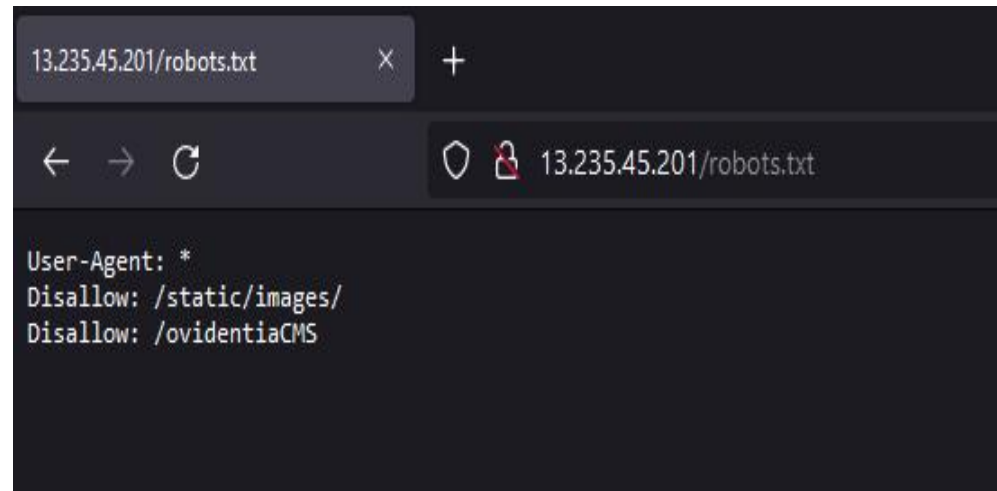 13.235.45.201/robots.txt
13.235.45.201/robots.txt
User-Agent: *
Disallow: /static/images/
Disallow: /ovidentiaCMS